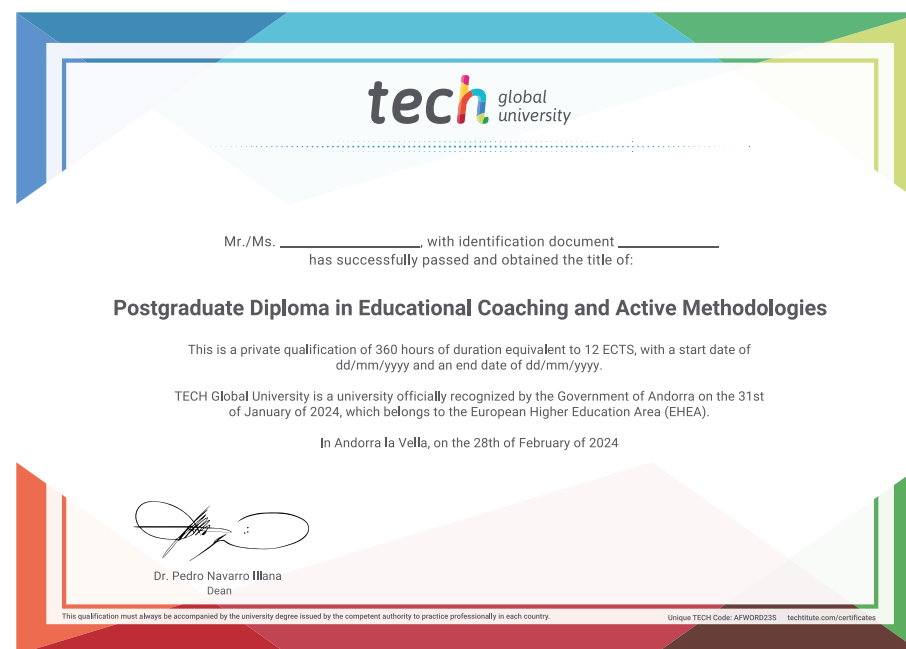 tech global
university
Mr./Ms. ____________________, with identification document ______________
has successfully passed and obtained the title of:
Postgraduate Diploma in Educational Coaching and Active Methodologies
This is a private qualification of 360 hours of duration equivalent to 12 ECTS, with a start date of
dd/mm/yyyy and an end date of dd/mm/yyyy.
TECH Global University is a university officially recognized by the Government of Andorra on the 31st
of January of 2024, which belongs to the European Higher Education Area (EHEA).
In Andorra la Vella, on the 28th of February of 2024
Dr. Pedro Navarro Illana
Dean
This qualification must always be accompanied by the university degree issued by the competent authority to practice professionally in each country.
Unique TECH Code: AFWORD23S techtitute.com/certificates